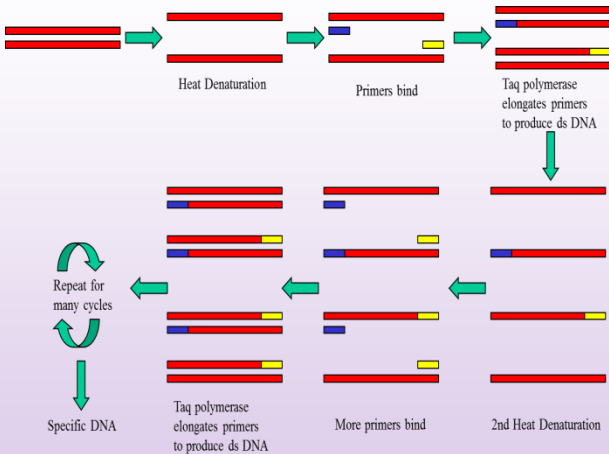 Heat Denaturation
Primers bind
Taq polymerase
elongates primers
to produce ds DNA
2nd Heat Denaturation
More primers bind
Taq polymerase
elongates primers
to produce ds DNA
Repeat for
many cycles
Specific DNA